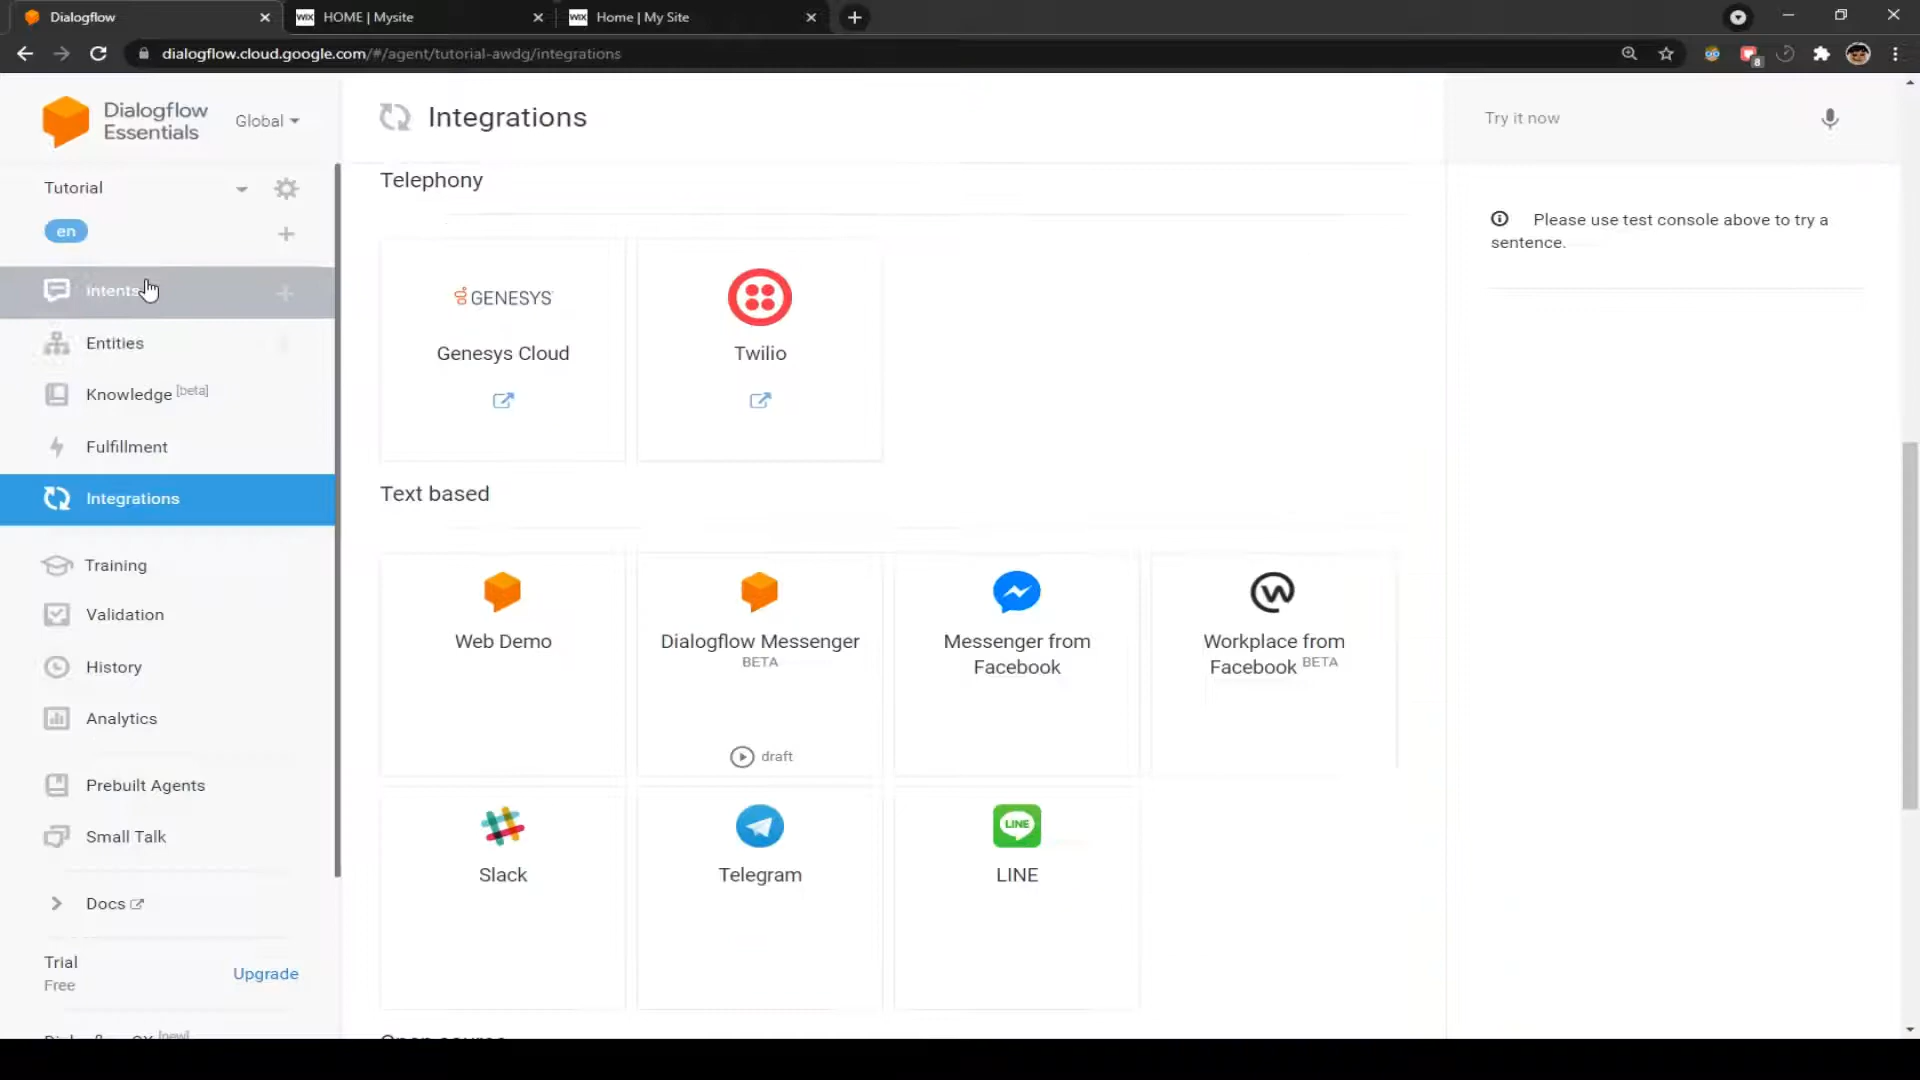 Dialogflow
HOME | Mysite
Home | My Site
dialogflow.cloud.google.com/#/agent/tutorial-awdg/integrations
8
Dialogflow
Essentials
Global
Tutorial
en
Intents
Entities
Knowledge [beta]
Fulfillment
Integrations
Training
Validation
History
Analytics
Prebuilt Agents
Small Talk
Docs
Trial
Free
Upgrade
[new]
Integrations
Telephony
GENESYS
Genesys Cloud
Twilio
Text based
Web Demo
Dialogflow Messenger
BETA
draft
Messenger from
Facebook
Workplace from
Facebook BETA
Slack
Telegram
LINE
LINE
Try it now
Please use test console above to try a
sentence.